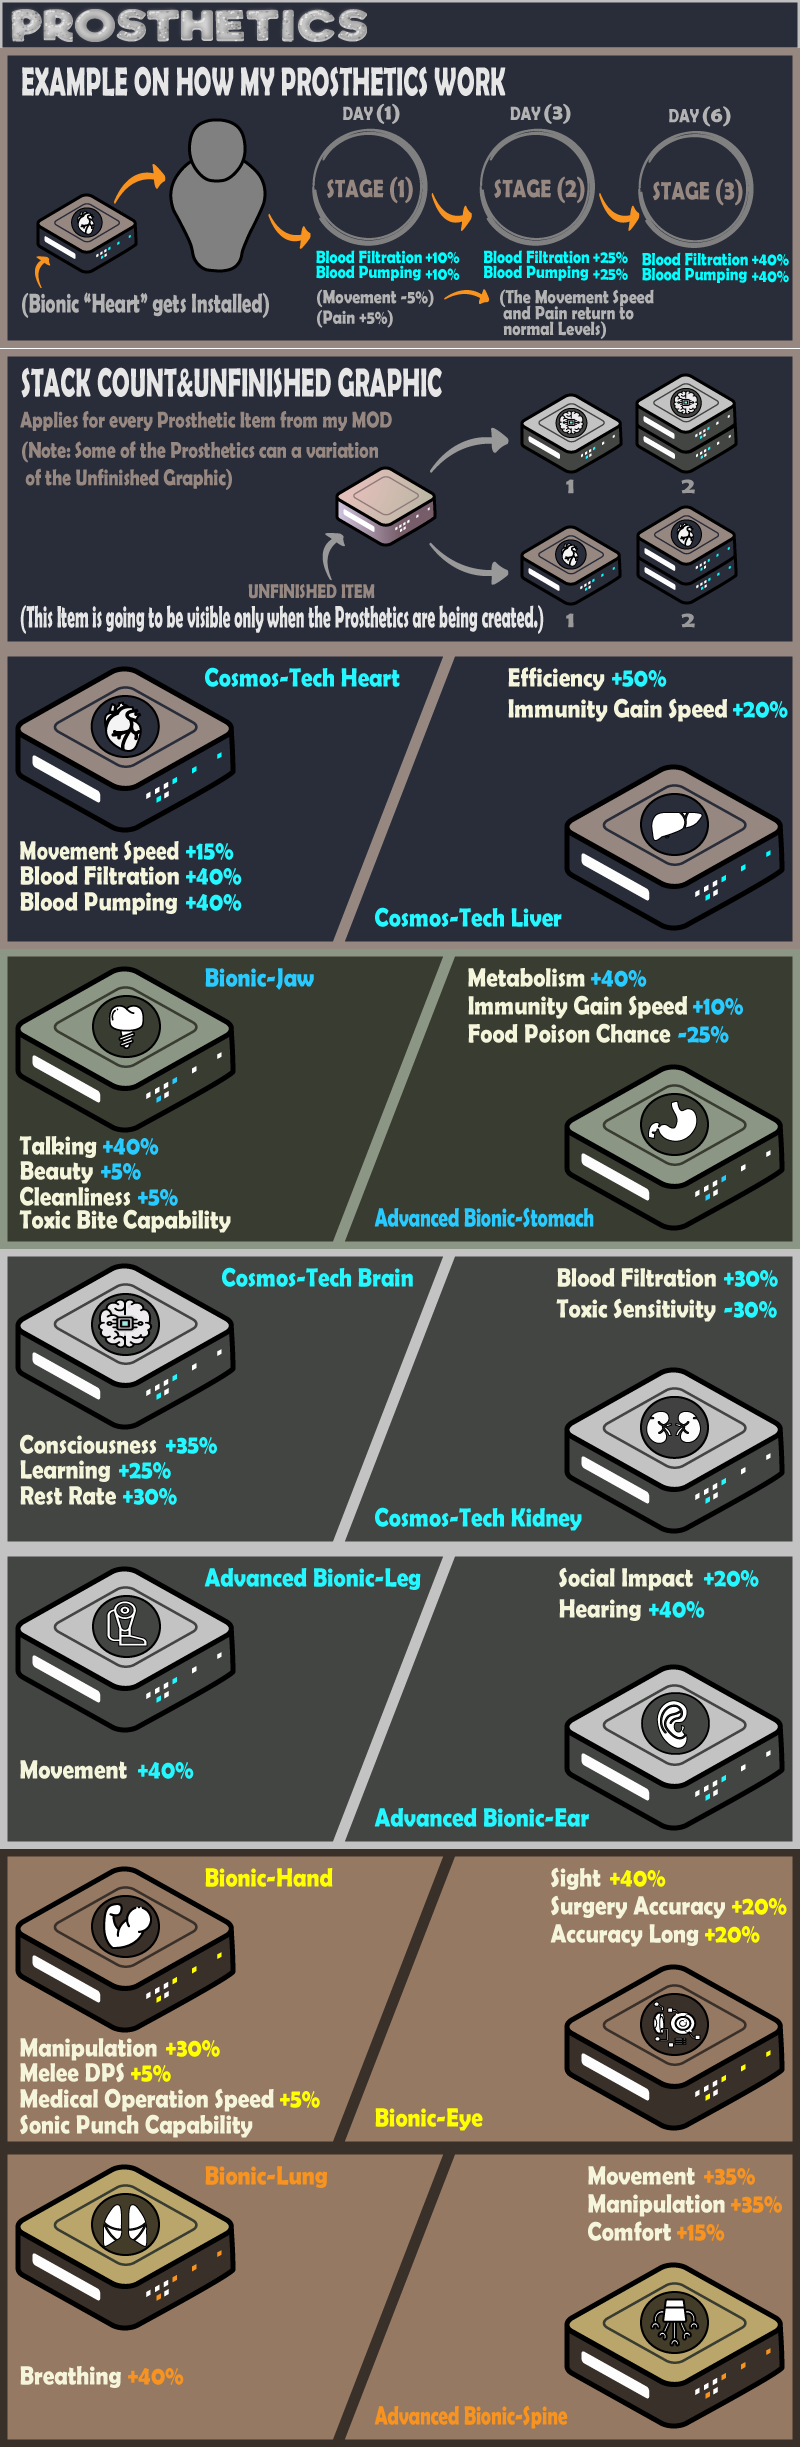 PROSTHETICS
EXAMPLE ON HOW MY PROSTHETICS WORK
DAY (1)
DAY (3)
DAY (6)
STAGE (1)
STAGE (2)
STAGE (3)
Blood Filtration +10%
Blood Pumping +10%
Blood Filtration +25%
Blood Pumping +25%
Blood Filtration +40%
Blood Pumping +40%
(Bionic “Heart” gets Installed)
(Movement -5%)
(Pain +5%)
(The Movement Speed
and Pain return to
normal Levels)
STACK COUNT&UNFINISHED GRAPHIC
Applies for every Prosthetic Item from my MOD
(Note: Some of the Prosthetics can a variation
of the Unfinished Graphic)
1
2
UNFINISHED ITEM
(This Item is going to be visible only when the Prosthetics are being created.)
1
2
Cosmos-Tech Heart
Movement Speed +15%
Blood Filtration +40%
Blood Pumping +40%
Efficiency +50%
Immunity Gain Speed +20%
Cosmos-Tech Liver
Bionic-Jaw
Talking +40%
Beauty +5%
Cleanliness +5%
Toxic Bite Capability
Metabolism +40%
Immunity Gain Speed +10%
Food Poison Chance -25%
Advanced Bionic-Stomach
Cosmos-Tech Brain
Consciousness +35%
Learning +25%
Rest Rate +30%
Blood Filtration +30%
Toxic Sensitivity -30%
Cosmos-Tech Kidney
Advanced Bionic-Leg
Movement +40%
Social Impact +20%
Hearing +40%
Advanced Bionic-Ear
Bionic-Hand
Manipulation +30%
Melee DPS +5%
Medical Operation Speed +5%
Sonic Punch Capability
Sight +40%
Surgery Accuracy +20%
Accuracy Long +20%
Bionic-Eye
Bionic-Lung
Breathing +40%
Movement +35%
Manipulation +35%
Comfort +15%
Advanced Bionic-Spine